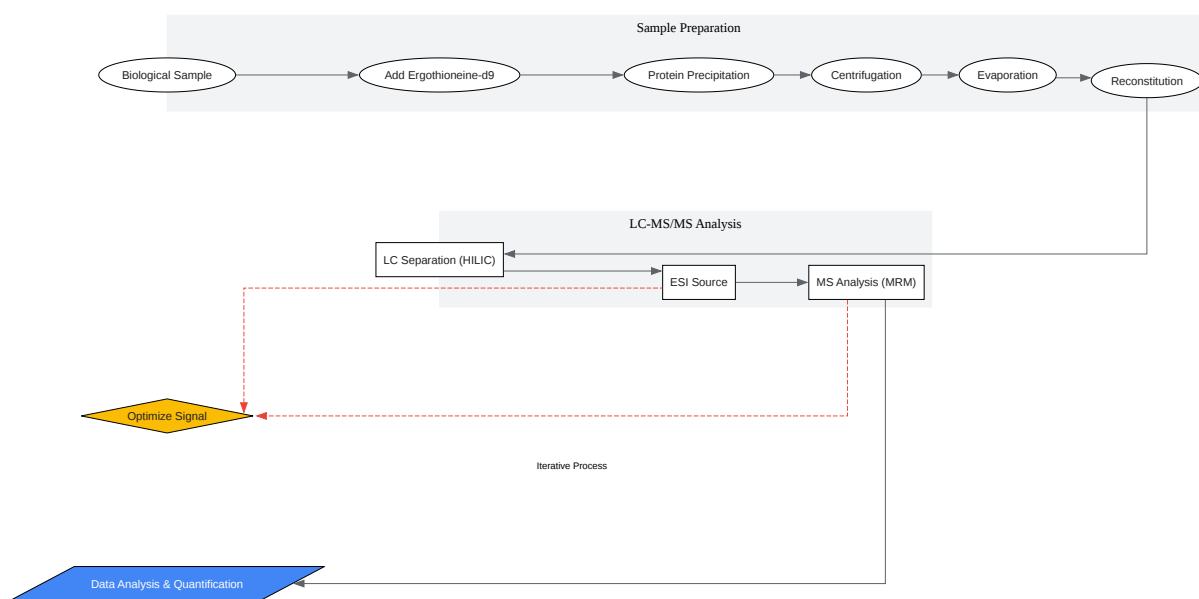 Sample Preparation
Biological Sample
Add Ergothioneine-d9
Protein Precipitation
Centrifugation
Evaporation
Reconstitution
LC-MS/MS Analysis
LC Separation (HILIC)
ESI Source
MS Analysis (MRM)
Optimize Signal
Iterative Process
Data Analysis & Quantification